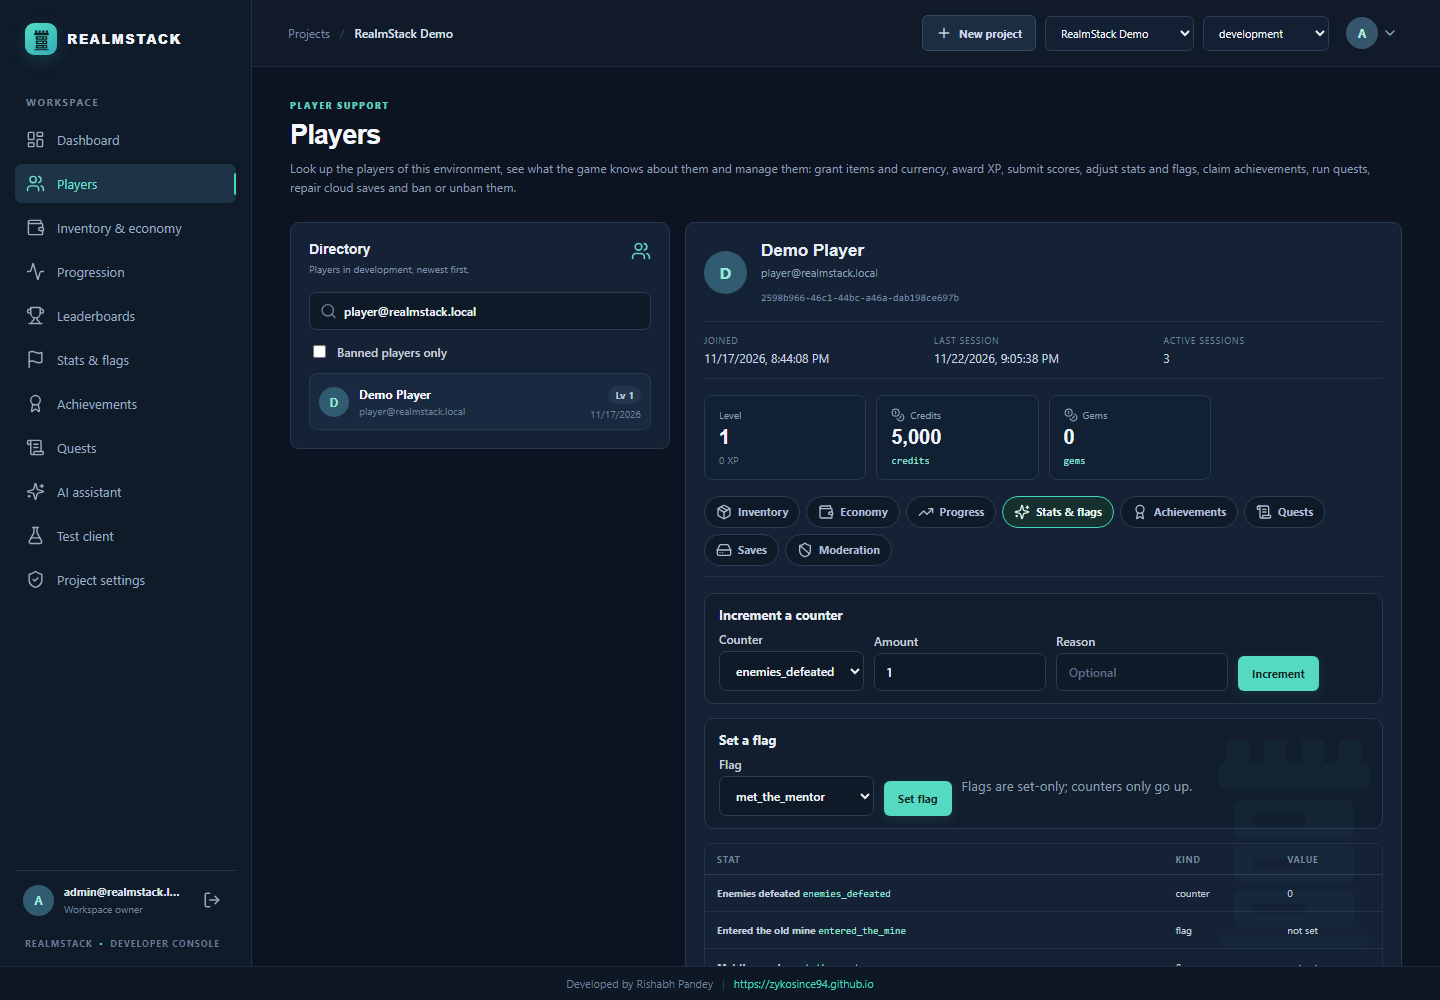 REALMSTACK
Projects / RealmStack Demo
New project
RealmStack Demo
development
A
WORKSPACE
Dashboard
Players
Inventory & economy
Progression
Leaderboards
Stats & flags
Achievements
Quests
AI assistant
Test client
Project settings
A
admin@realmstack.l...
Workspace owner
REALMSTACK • DEVELOPER CONSOLE
PLAYER SUPPORT
Players
Look up the players of this environment, see what the game knows about them and manage them: grant items and currency, award XP, submit scores, adjust stats and flags, claim achievements, run quests,
repair cloud saves and ban or unban them.
Directory
Players in development, newest first.
player@realmstack.local
Banned players only
D
Demo Player
Lv 1
player@realmstack.local
11/17/2026
D
Demo Player
player@realmstack.local
2598b966-46c1-44bc-a46a-dab198ce697b
JOINED
11/17/2026, 8:44:08 PM
LAST SESSION
11/22/2026, 9:05:38 PM
ACTIVE SESSIONS
3
Level
1
0 XP
Credits
5,000
credits
Gems
0
gems
Inventory
Economy
Progress
Stats & flags
Achievements
Quests
Saves
Moderation
Increment a counter
Counter
enemies_defeated
Amount
1
Reason
Optional
Increment
Set a flag
Flag
met_the_mentor
Set flag
Flags are set-only; counters only go up.
STAT KIND VALUE
Enemies defeated enemies_defeated counter 0
Entered the old mine entered_the_mine flag not set
Developed by Rishabh Pandey | https://zykosince94.github.io